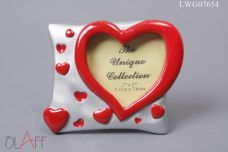 LWG07654
The
Unique
Collection
OLAFF